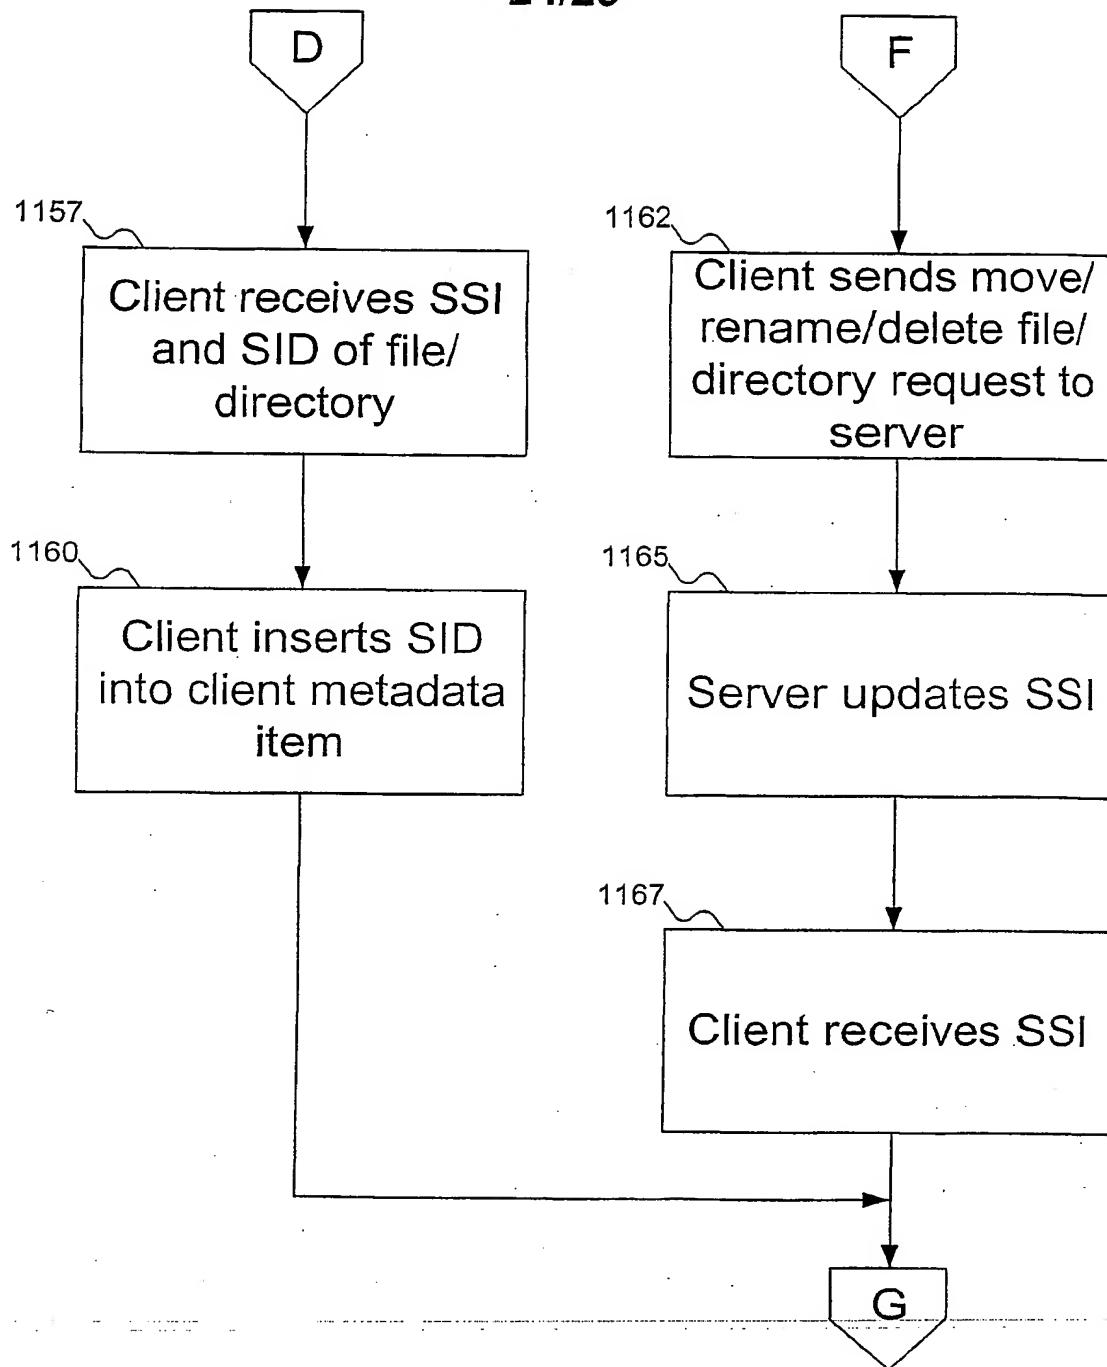 D
F
1157
Client receives SSI
and SID of file/
directory
1162
Client sends move/
rename/delete file/
directory request to
server
1160
Client inserts SID
into client metadata
item
1165
Server updates SSI
1167
Client receives SSI
G